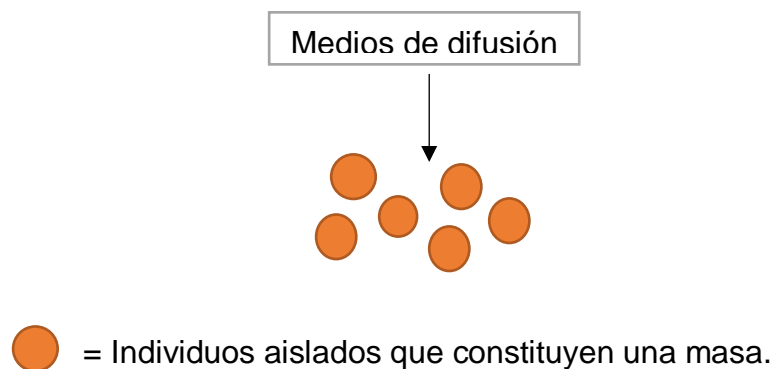 Medios de difusión
= Individuos aislados que constituyen una masa.